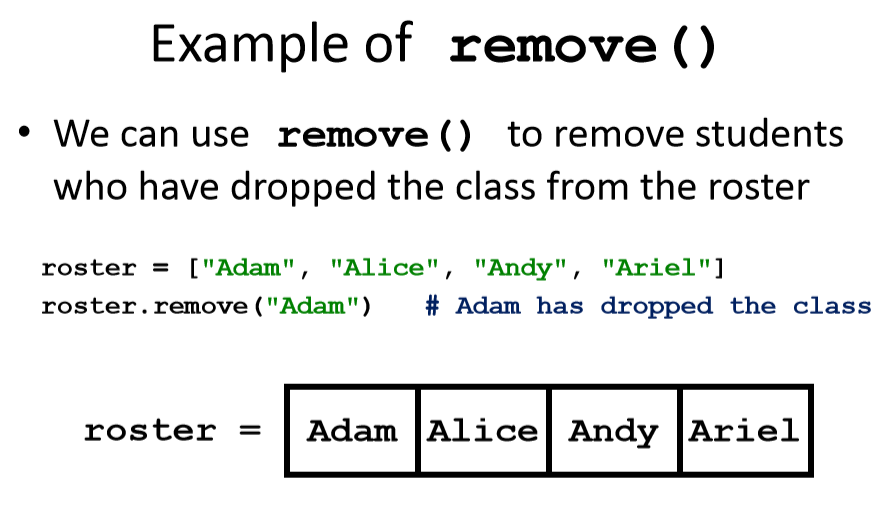 Example of remove()
• We can use remove() to remove students
who have dropped the class from the roster
roster = ["Adam", "Alice", "Andy", "Ariel"]
roster.remove("Adam") # Adam has dropped the class
roster = Adam Alice Andy Ariel